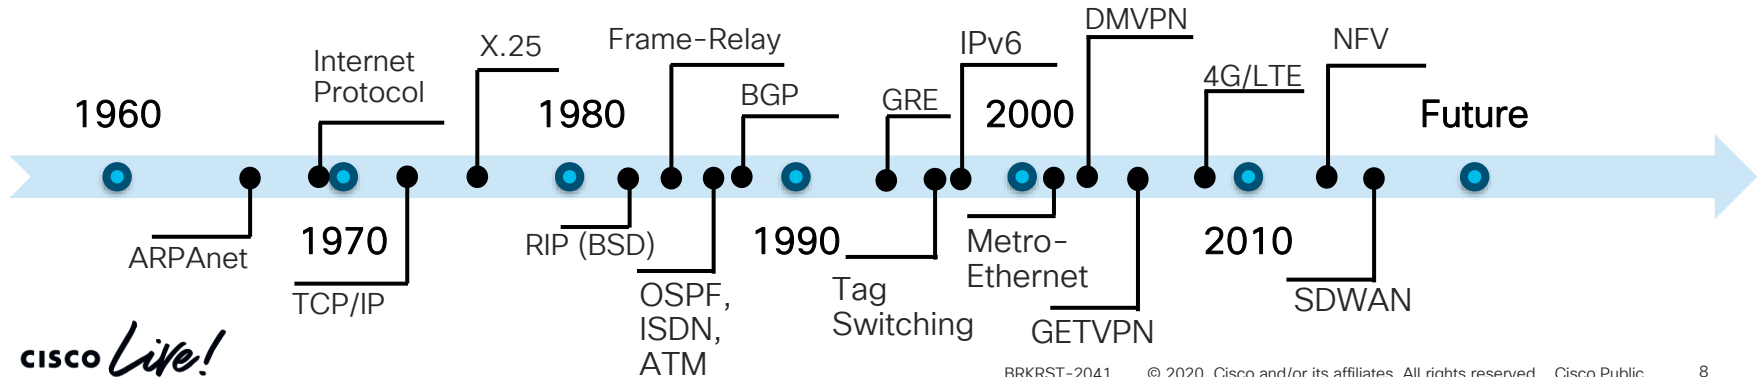 DMVPN
X.25
Frame-Relay
IPv6
NFV
Internet
Protocol
4G/LTE
1960
1980
BGP
GRE
2000
Future
ARPAnet
1970
RIP (BSD)
1990
Metro-
Ethernet
2010
TCP/IP
OSPF,
ISDN,
ATM
Tag
Switching
GETVPN
SDWAN
CISCO Live!
BRKRST-2041 © 2020 Cisco and/or its affiliates. All rights reserved. Cisco Public 8